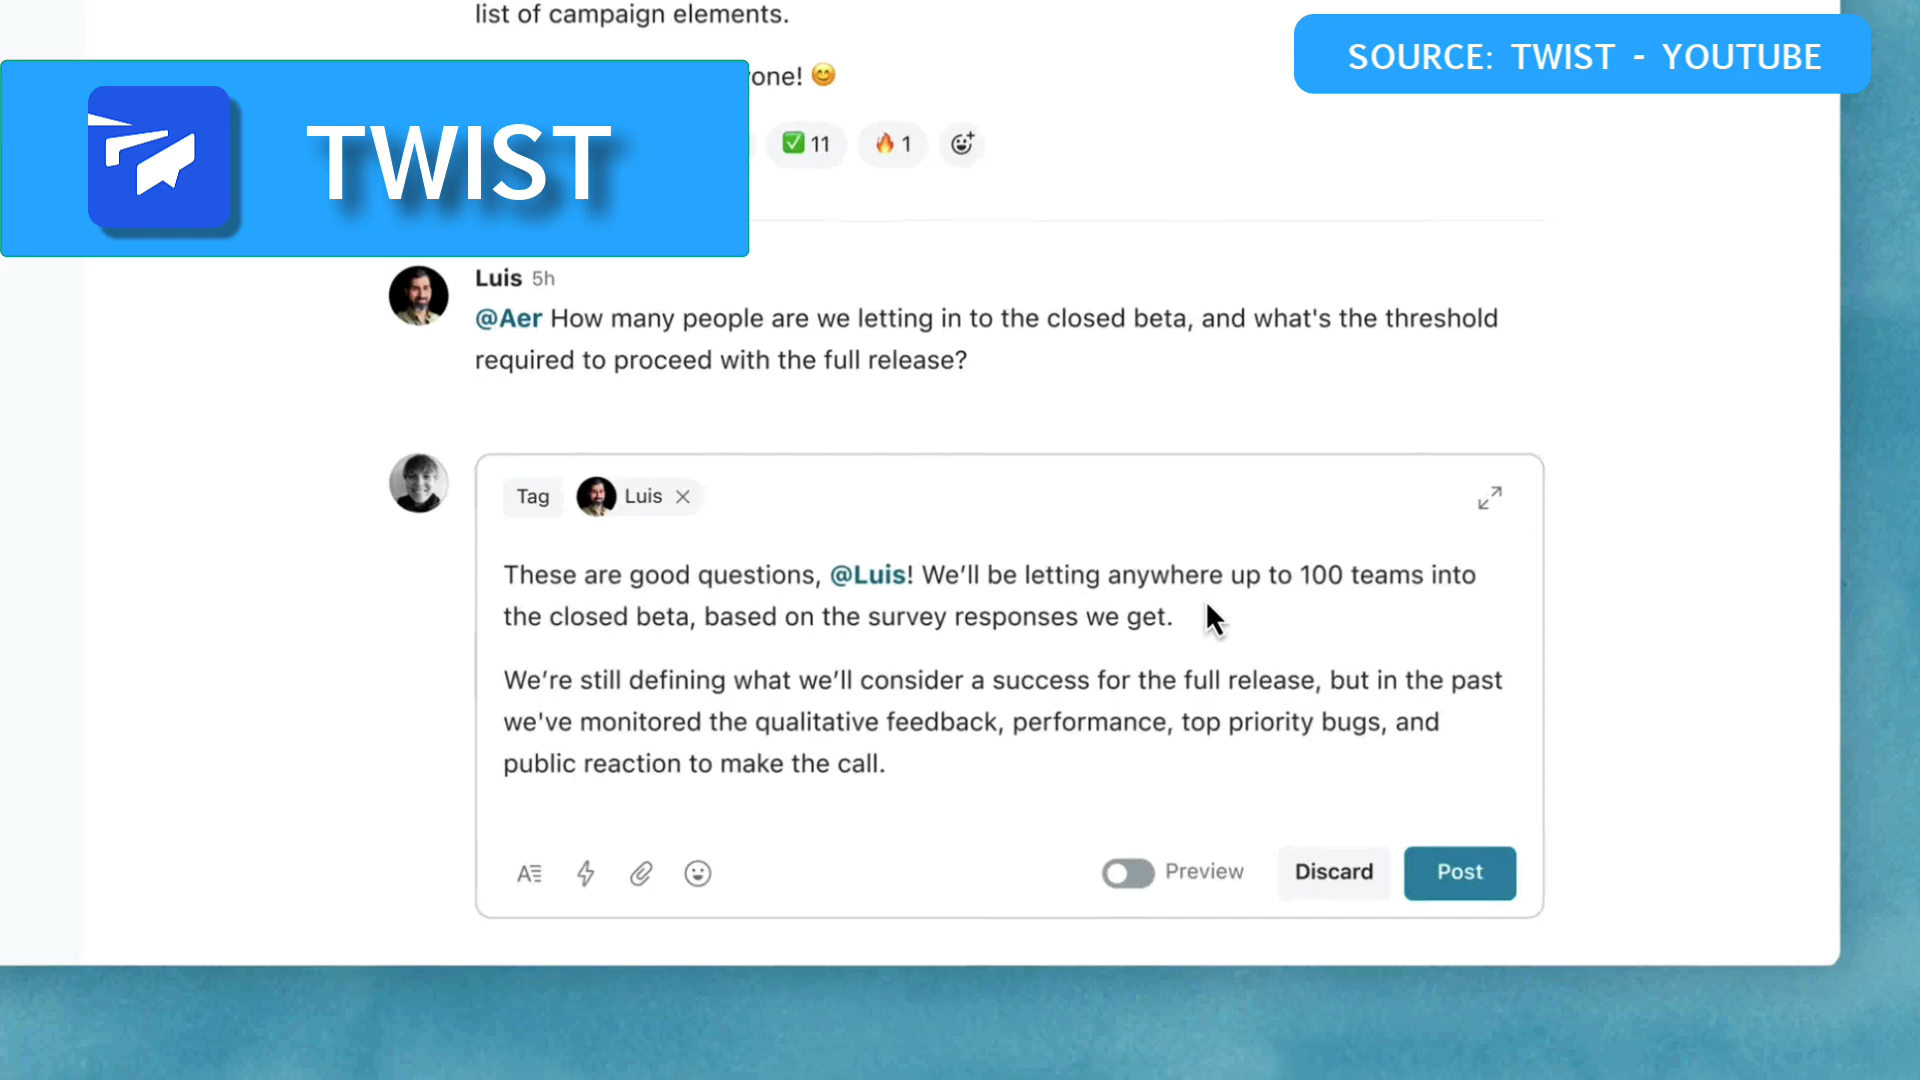 list of campaign elements.
SOURCE: TWIST - YOUTUBE
one! 😊
TWIST
✅ 11 🔥 1
Luis 5h
@Aer How many people are we letting in to the closed beta, and what's the threshold
required to proceed with the full release?
Tag Luis
These are good questions, @Luis! We’ll be letting anywhere up to 100 teams into
the closed beta, based on the survey responses we get.
We’re still defining what we’ll consider a success for the full release, but in the past
we've monitored the qualitative feedback, performance, top priority bugs, and
public reaction to make the call.
Preview Discard Post